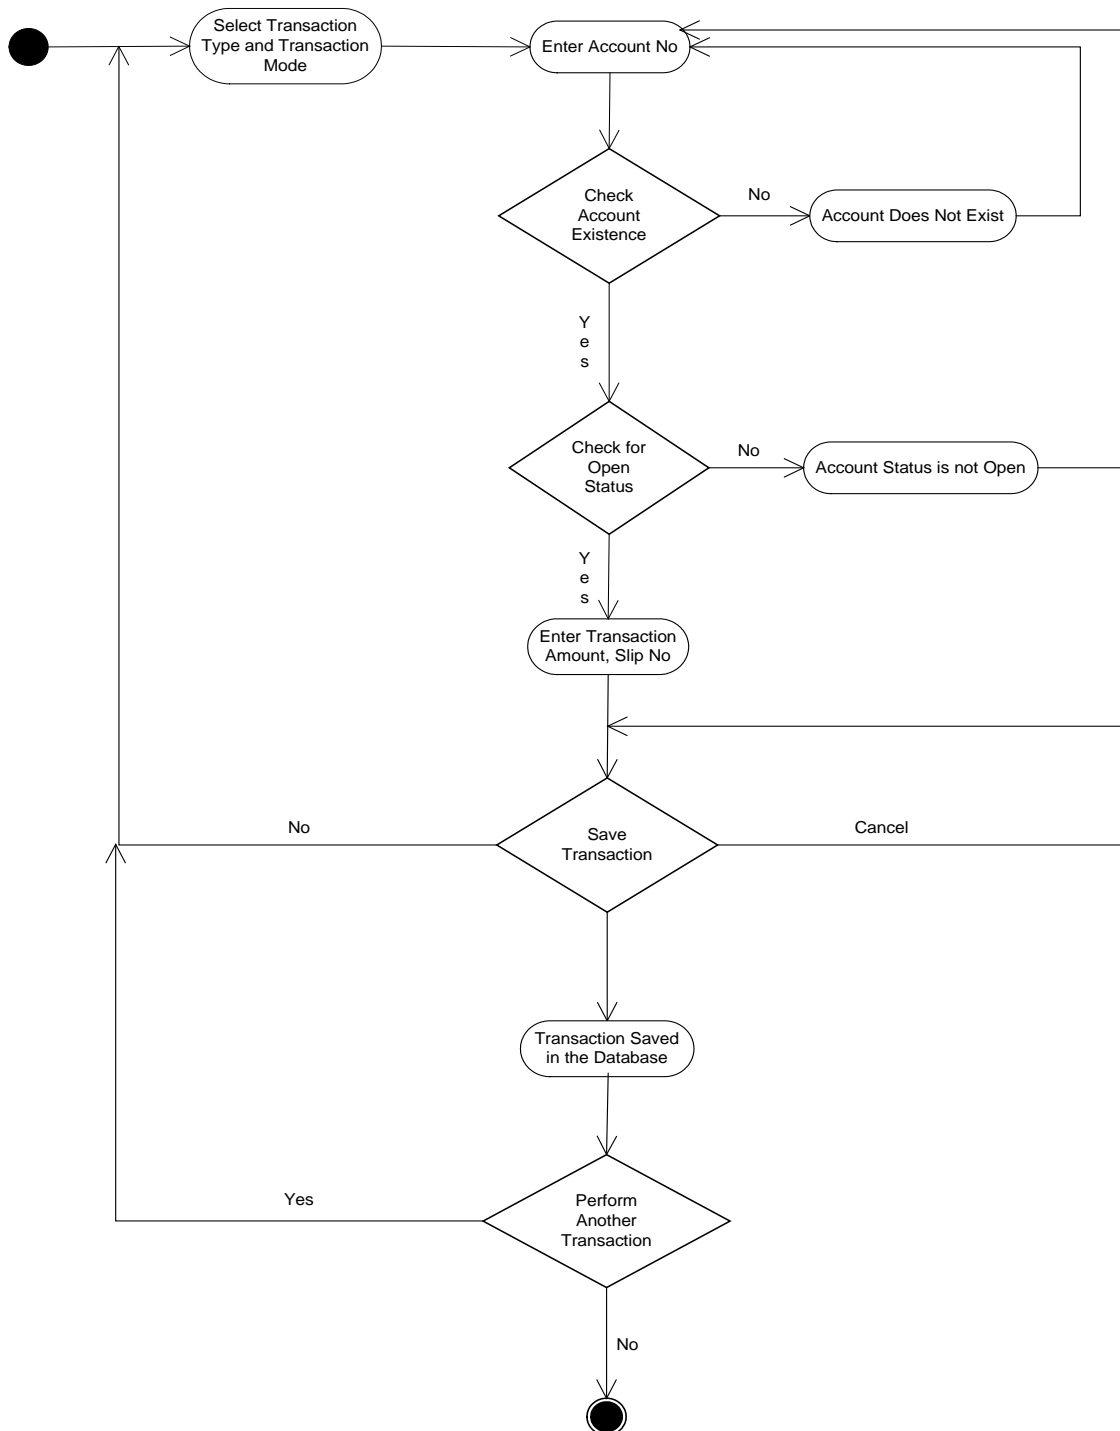 Select Transaction
Type and Transaction
Mode
Enter Account No
Check
Account
Existence
No
Account Does Not Exist
Yes
Check for
Open
Status
No
Account Status is not Open
Yes
Enter Transaction
Amount, Slip No
No
Save
Transaction
Cancel
Transaction Saved
in the Database
Yes
Perform
Another
Transaction
No